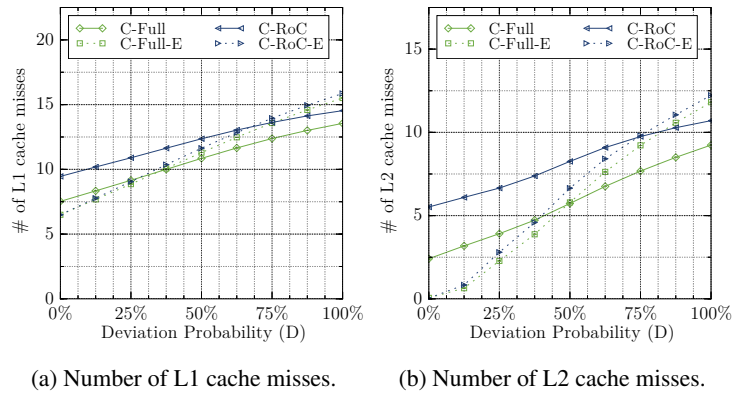 C-Full
C-RoC
C-Full-E
C-RoC-E
# of L1 cache misses
20
15
10
5
0
0%
25%
50%
75%
100%
Deviation Probability (D)
(a) Number of L1 cache misses.
C-Full
C-RoC
C-Full-E
C-RoC-E
# of L2 cache misses
15
10
5
0
0%
25%
50%
75%
100%
Deviation Probability (D)
(b) Number of L2 cache misses.